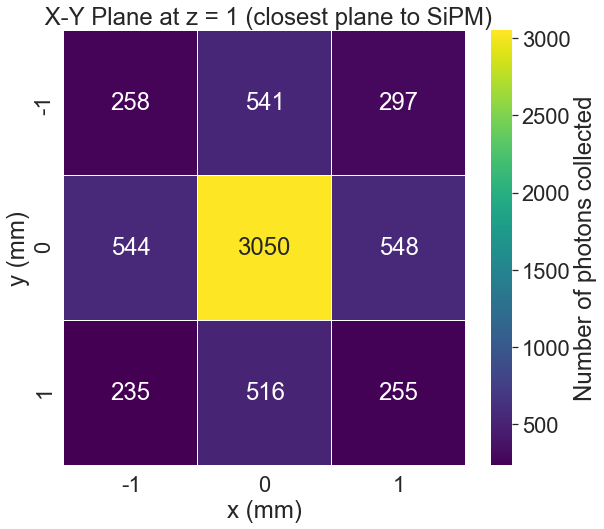 X-Y Plane at z = 1 (closest plane to SiPM)
-1
258 541 297
0
544 3050 548
1
235 516 255
-1 0 1
x (mm)
y (mm)
3000
2500
2000
1500
1000
500
Number of photons collected